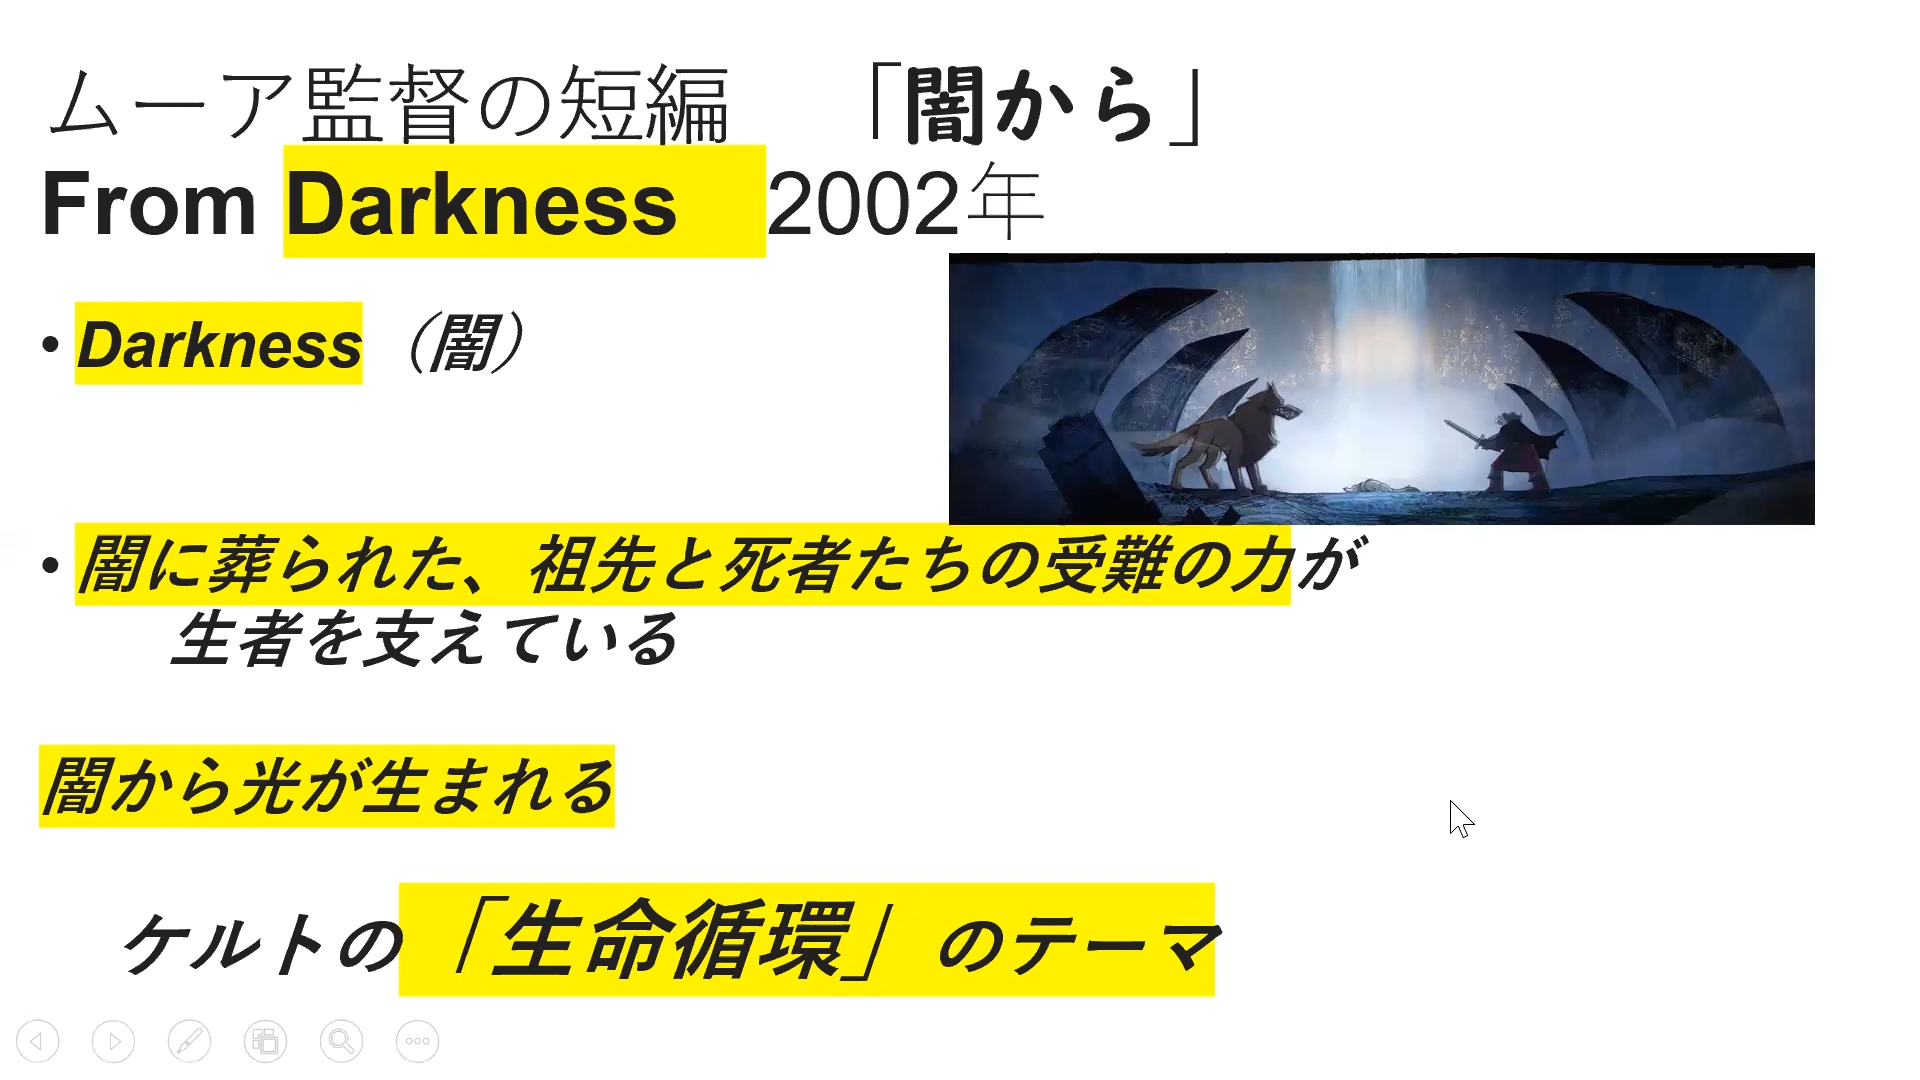 ムーア監督の短編　「闇から」
From Darkness　2002年
• Darkness（闇）
• 闇に葬られた、祖先と死者たちの受難の力が
生者を支えている
闇から光が生まれる
ケルトの「生命循環」のテーマ